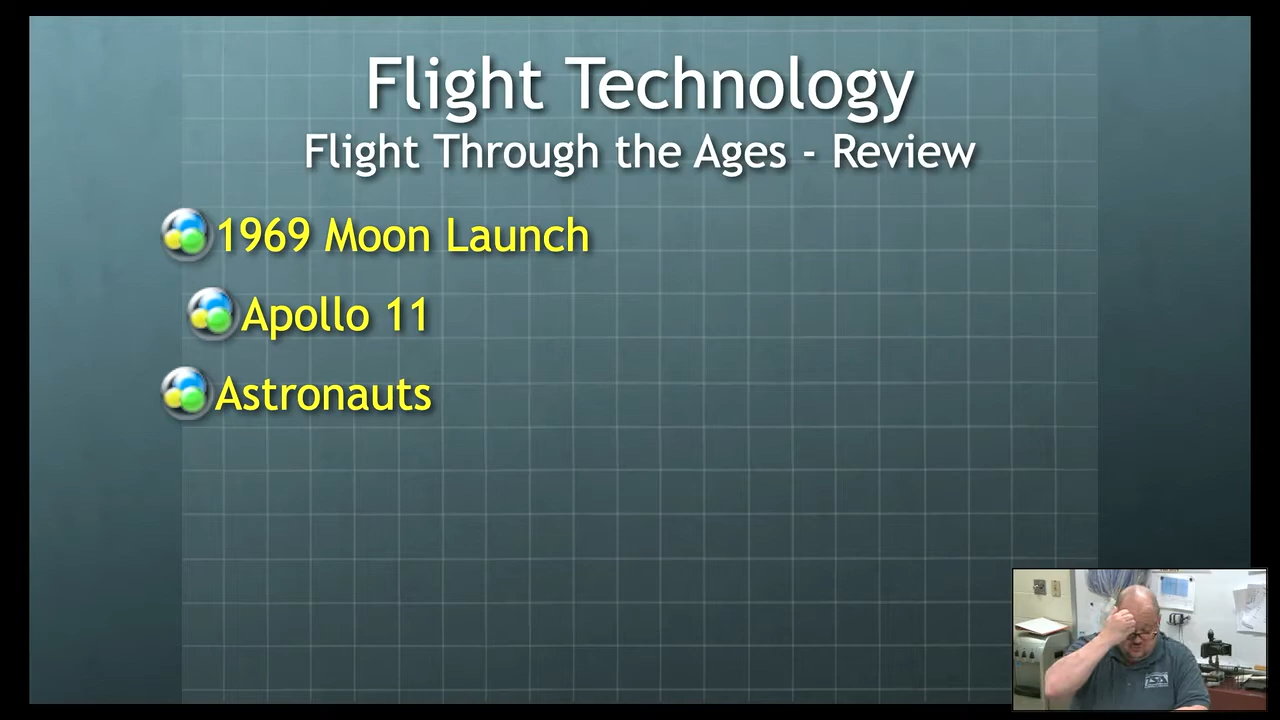 Flight Technology
Flight Through the Ages - Review
1969 Moon Launch
Apollo 11
Astronauts